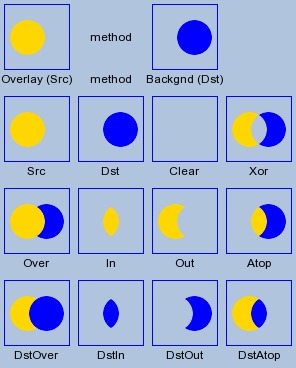 method
Overlay (Src) method Backgnd (Dst)
Src Dst Clear Xor
Over In Out Atop
DstOver DstIn DstOut DstAtop